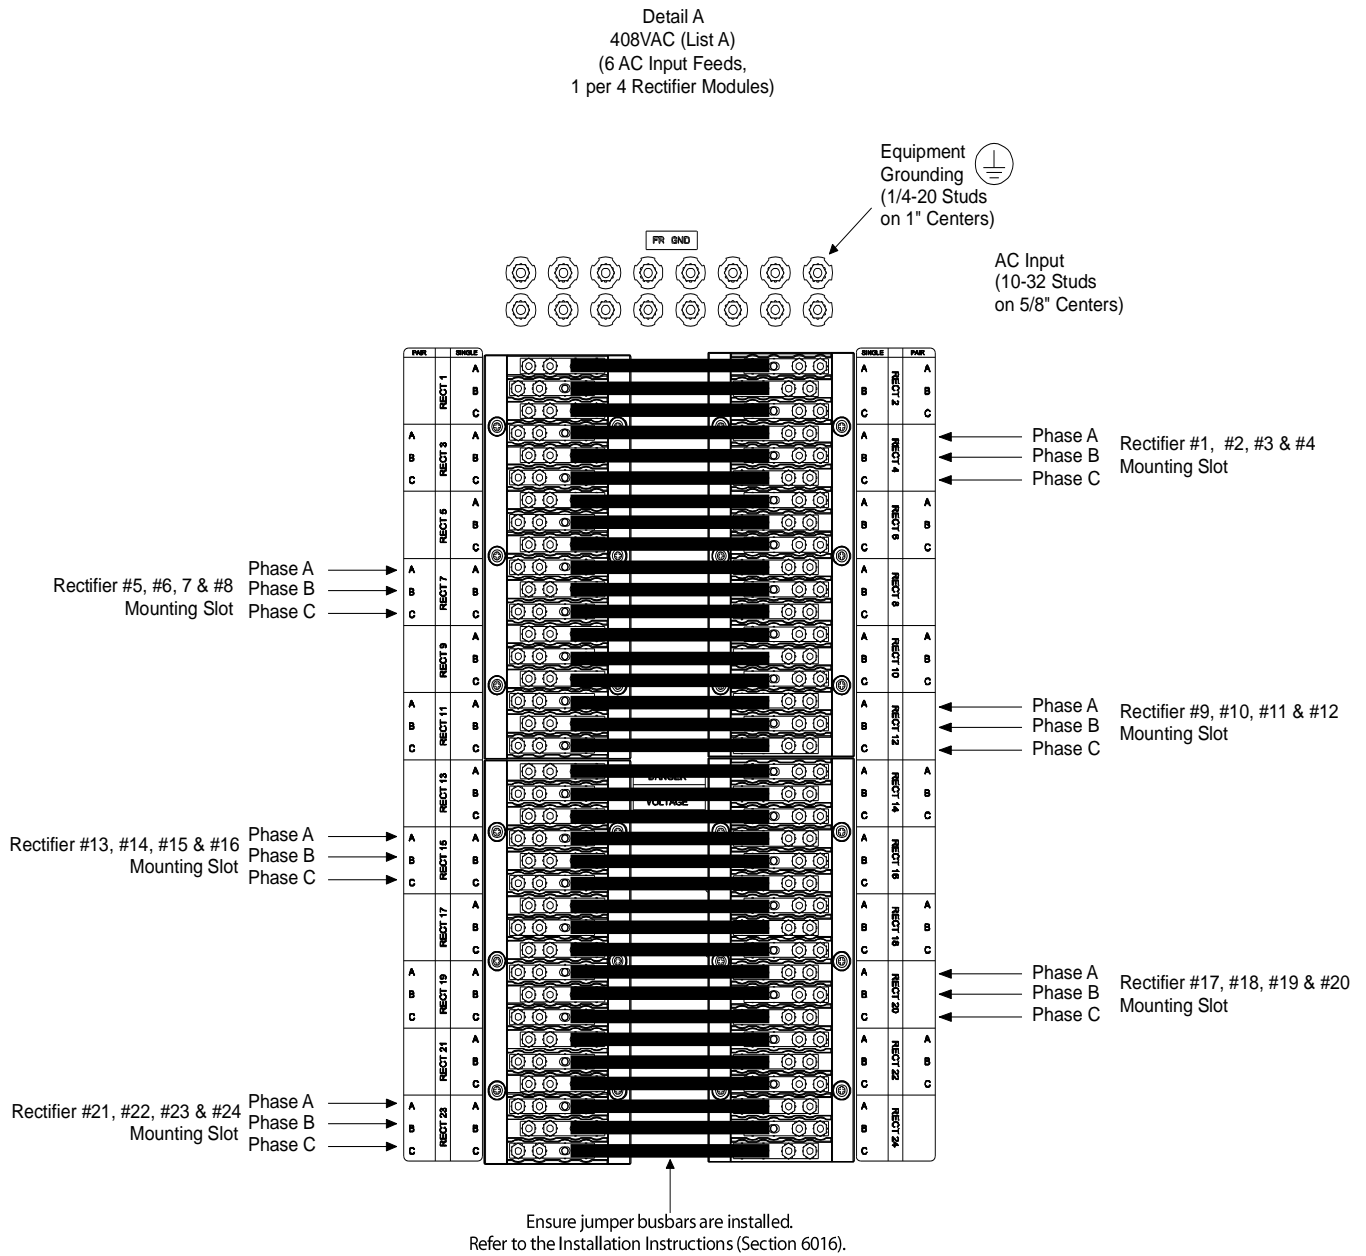 Detail A
408VAC (List A)
(6 AC Input Feeds,
1 per 4 Rectifier Modules)
Equipment
Grounding
(1/4-20 Studs
on 1" Centers)
FR GND
AC Input
(10-32 Studs
on 5/8" Centers)
PAIR SINGLE
SINGLE PAIR
RECT 1 A B C
A B C RECT 2 A B C
A B C RECT 3 A B C
A B C RECT 4
Phase A
Phase B
Phase C
Rectifier #1, #2, #3 & #4
Mounting Slot
RECT 5 A B C
A B C RECT 6 A B C
Rectifier #5, #6, 7 & #8
Mounting Slot
Phase A
Phase B
Phase C
A B C RECT 7 A B C
A B C RECT 8
RECT 9 A B C
A B C RECT 10 A B C
A B C RECT 11 A B C
A B C RECT 12
Phase A
Phase B
Phase C
Rectifier #9, #10, #11 & #12
Mounting Slot
RECT 13 A B C
VOLTAGE
A B C RECT 14 A B C
Rectifier #13, #14, #15 & #16
Mounting Slot
Phase A
Phase B
Phase C
A B C RECT 15 A B C
A B C RECT 16
RECT 17 A B C
A B C RECT 18 A B C
A B C RECT 19 A B C
A B C RECT 20
Phase A
Phase B
Phase C
Rectifier #17, #18, #19 & #20
Mounting Slot
RECT 21 A B C
A B C RECT 22 A B C
Rectifier #21, #22, #23 & #24
Mounting Slot
Phase A
Phase B
Phase C
A B C RECT 23 A B C
A B C RECT 24
Ensure jumper busbars are installed.
Refer to the Installation Instructions (Section 6016).